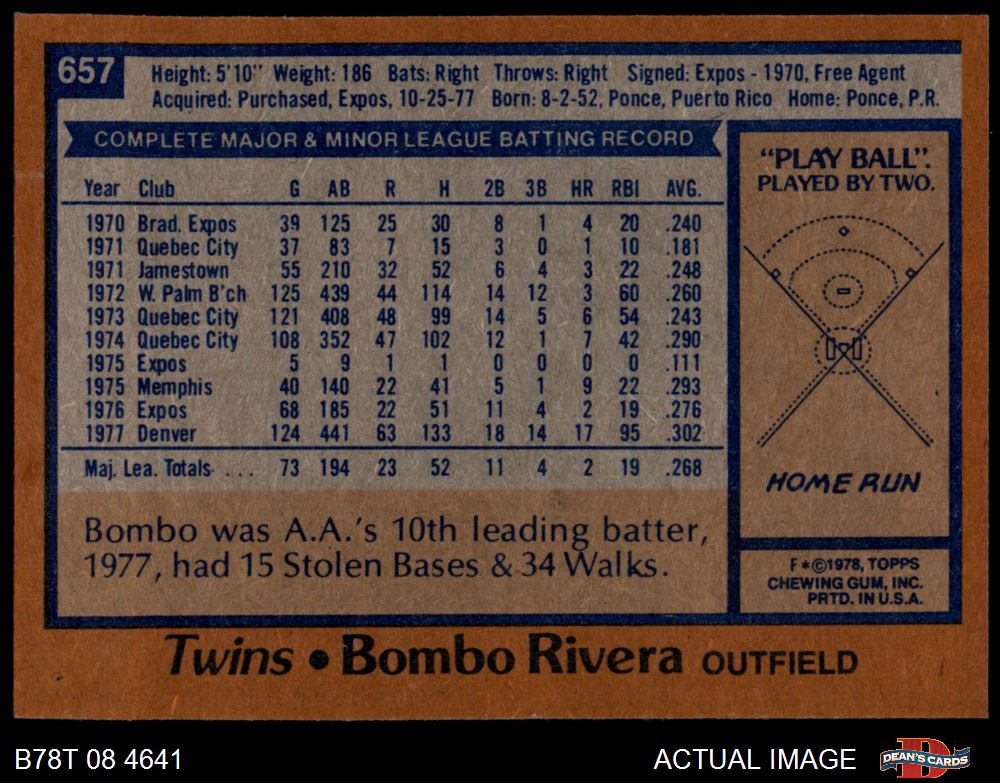 657
Height: 5'10" Weight: 186 Bats: Right Throws: Right Signed: Expos - 1970, Free Agent
Acquired: Purchased, Expos, 10-25-77 Born: 8-2-52, Ponce, Puerto Rico Home: Ponce, P.R.
COMPLETE MAJOR & MINOR LEAGUE BATTING RECORD
Year Club G AB R H 2B 3B HR RBI AVG.
1970 Brad. Expos 39 125 25 30 8 1 4 20 .240
1971 Quebec City 37 83 7 15 3 0 1 10 .181
1971 Jamestown 55 210 32 52 6 4 3 22 .248
1972 W. Palm B'ch 125 439 44 114 14 12 3 60 .260
1973 Quebec City 121 408 48 99 14 5 6 54 .243
1974 Quebec City 108 352 47 102 12 1 7 42 .290
1975 Expos 5 9 1 1 0 0 0 0 .111
1975 Memphis 40 140 22 41 5 1 9 22 .293
1976 Expos 68 185 22 51 11 4 2 19 .276
1977 Denver 124 441 63 133 18 14 17 95 .302
Maj. Lea. Totals . . . 73 194 23 52 11 4 2 19 .268
Bombo was A.A.'s 10th leading batter,
1977, had 15 Stolen Bases & 34 Walks.
"PLAY BALL".
PLAYED BY TWO.
HOME RUN
F*©1978, TOPPS
CHEWING GUM, INC.
PRTD. IN U.S.A.
Twins • Bombo Rivera OUTFIELD
B78T 08 4641
ACTUAL IMAGE
DEAN'S CARDS